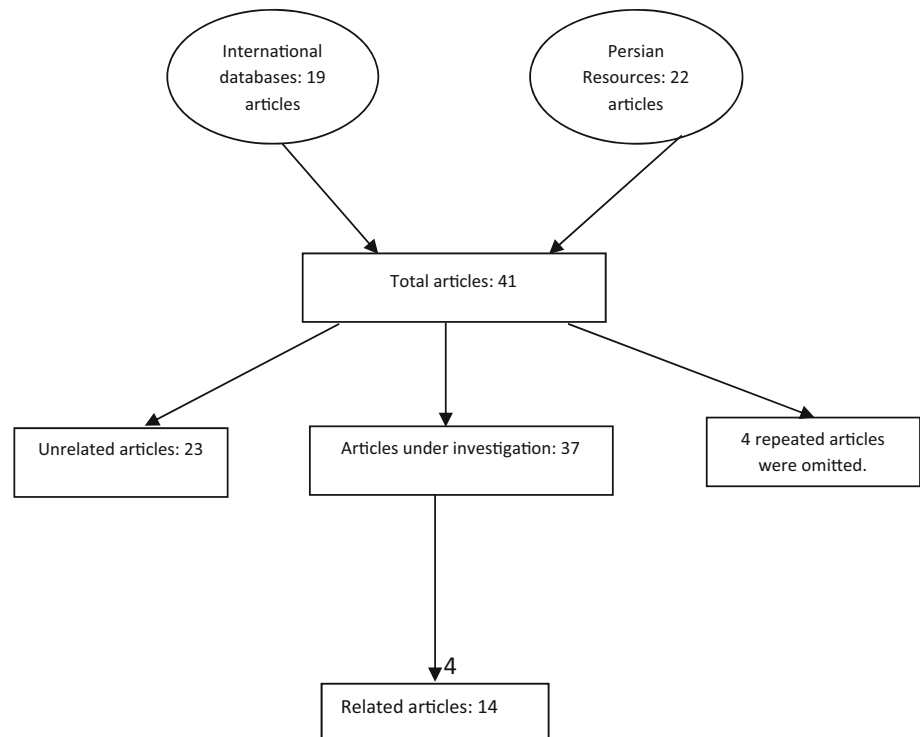 International
databases: 19
articles
Persian
Resources: 22
articles
Total articles: 41
Unrelated articles: 23
Articles under investigation: 37
4 repeated articles
were omitted.
4
Related articles: 14